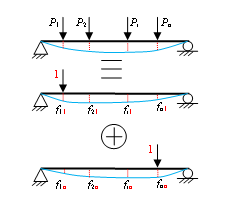 P₁ P₂ Pᵢ Pₙ
1
f₁₁ f₂₁ fᵢ₁ fₙ₁
1
f₁ₙ f₂ₙ fᵢₙ fₙₙ